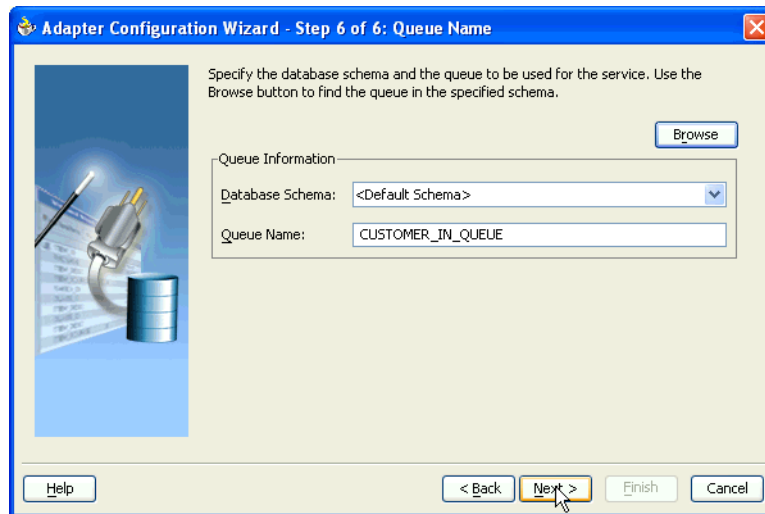 Adapter Configuration Wizard - Step 6 of 6: Queue Name
Specify the database schema and the queue to be used for the service. Use the
Browse button to find the queue in the specified schema.
Browse
Queue Information
Database Schema: <Default Schema>
Queue Name: CUSTOMER_IN_QUEUE
Help
< Back
Next >
Finish
Cancel